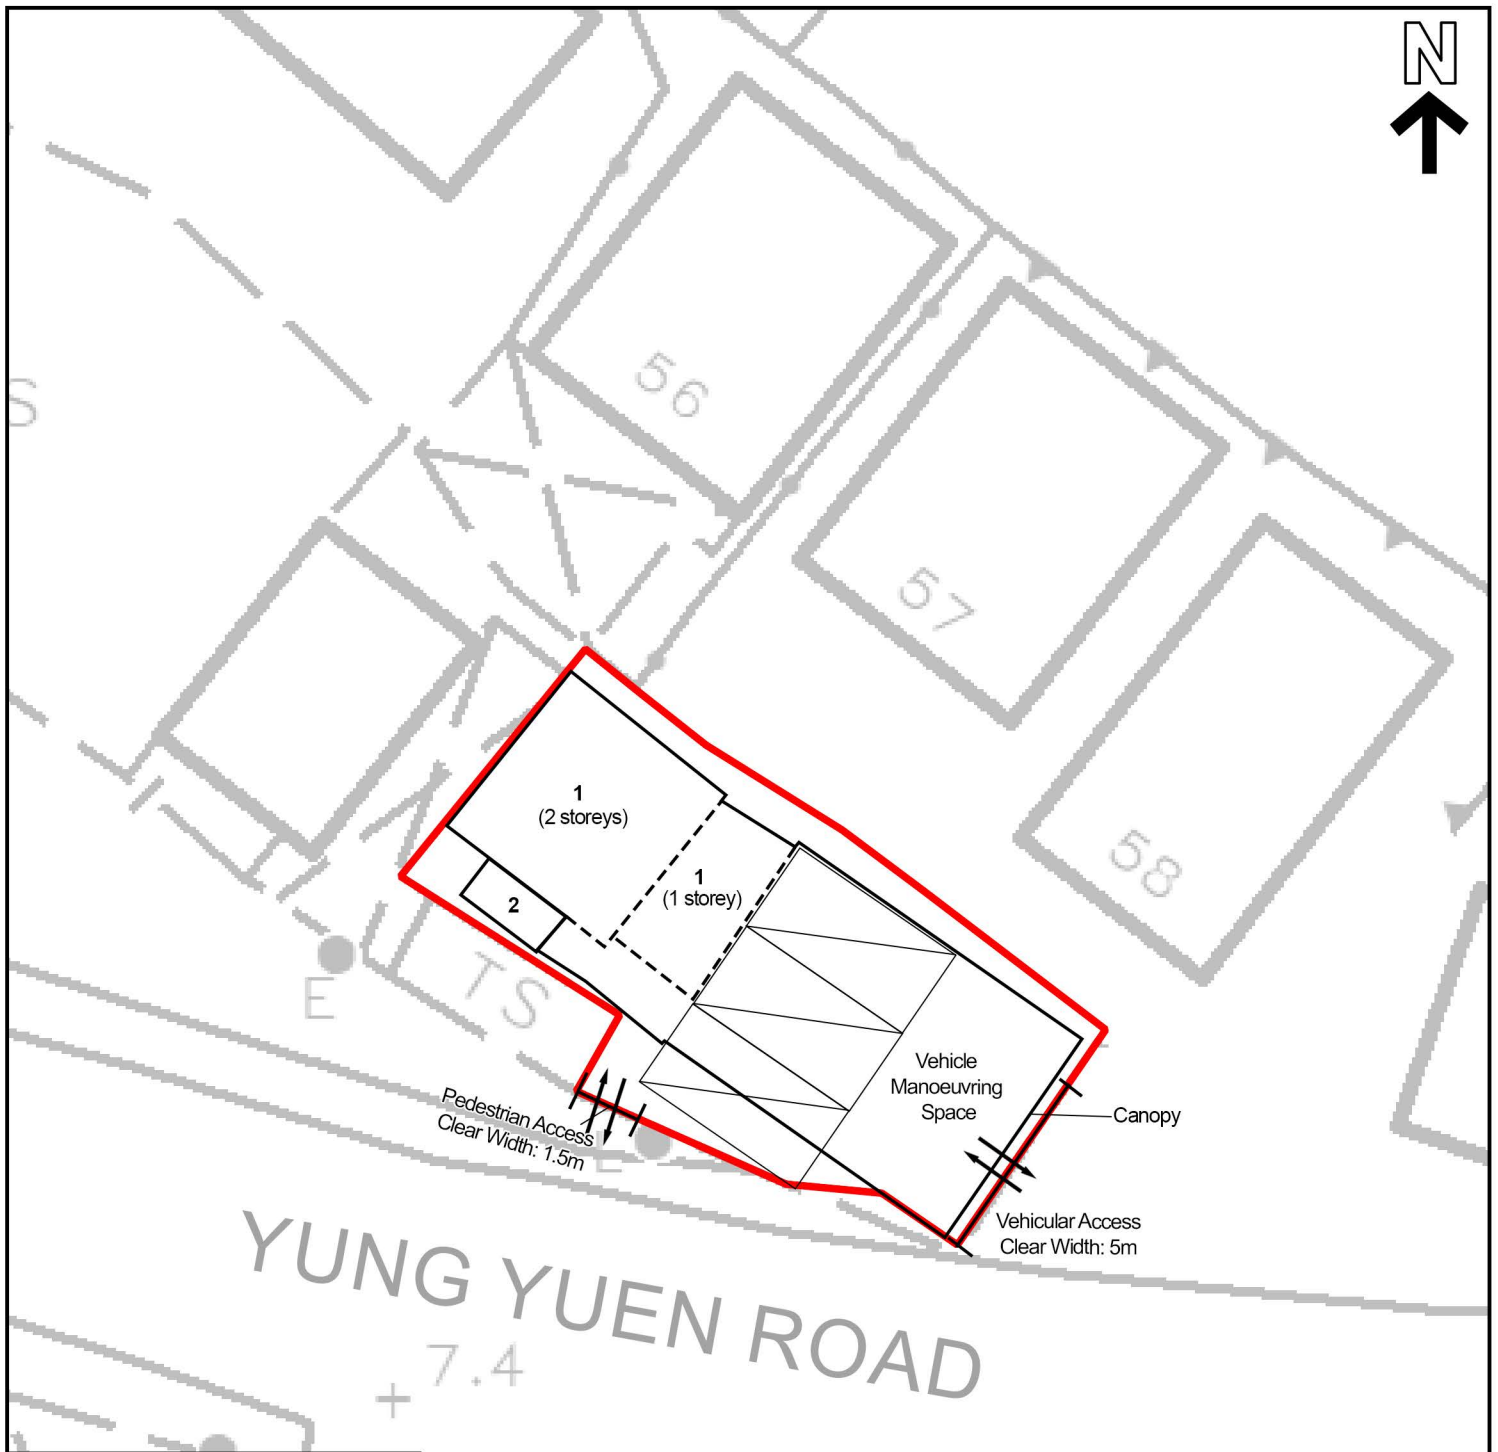 N
56
S
57
58
1
(2 storeys)
1
(1 storey)
2
TS
E
Vehicle
Manoeuvring
Space
Canopy
Pedestrian Access
Clear Width: 1.5m
E
Vehicular Access
Clear Width: 5m
YUNG YUEN ROAD
7.4